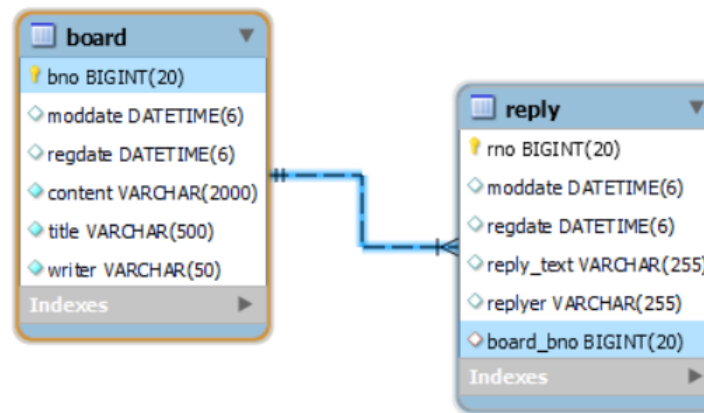 board
bno BIGINT(20)
moddate DATETIME(6)
regdate DATETIME(6)
content VARCHAR(2000)
title VARCHAR(500)
writer VARCHAR(50)
Indexes
reply
rno BIGINT(20)
moddate DATETIME(6)
regdate DATETIME(6)
reply_text VARCHAR(255)
replyer VARCHAR(255)
board_bno BIGINT(20)
Indexes